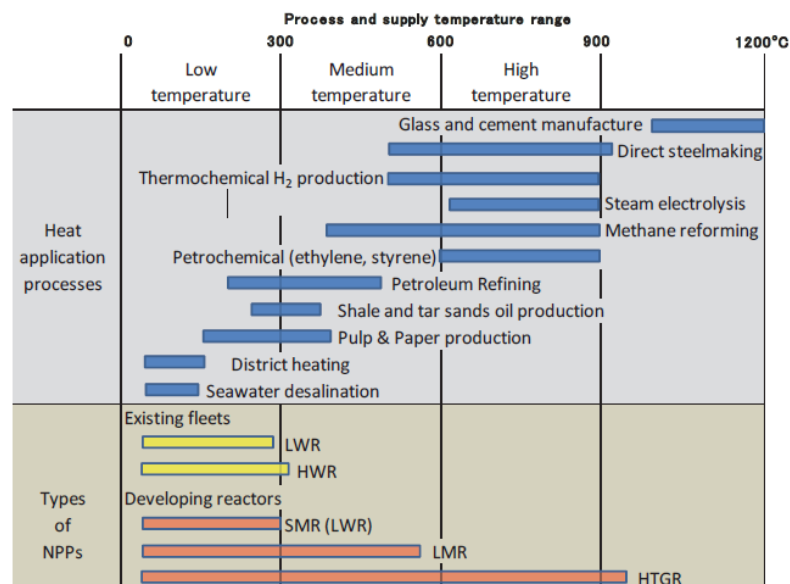 Process and supply temperature range
0 300 600 900 1200°C
Low temperature
Medium temperature
High temperature
Heat application processes
Glass and cement manufacture
Direct steelmaking
Thermochemical H₂ production
Steam electrolysis
Methane reforming
Petrochemical (ethylene, styrene)
Petroleum Refining
Shale and tar sands oil production
Pulp & Paper production
District heating
Seawater desalination
Types of NPPs
Existing fleets
LWR
HWR
Developing reactors
SMR (LWR)
LMR
HTGR